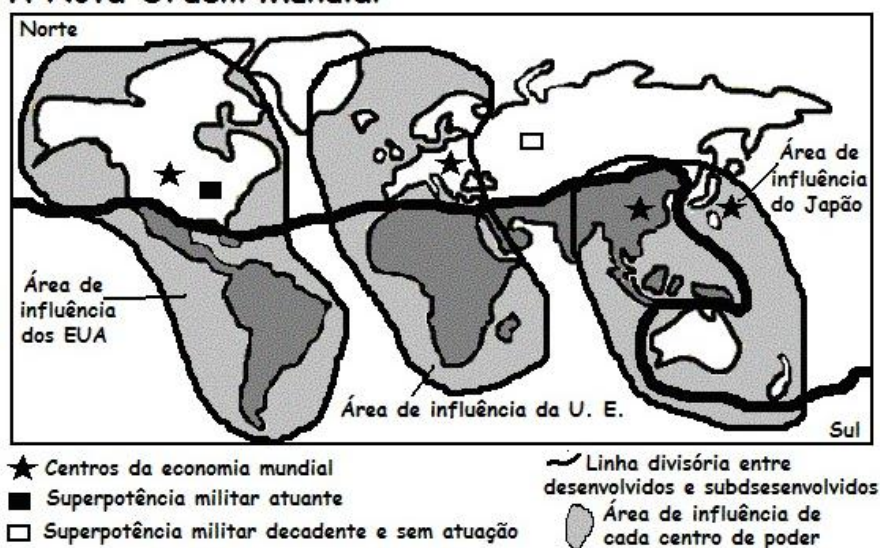 A Nova Ordem Mundial
Norte
Área de
influência
do Japão
Área de
influência
dos EUA
Área de influência da U. E.
Sul
Centros da economia mundial
Superpotência militar atuante
Superpotência militar decadente e sem atuação
Linha divisória entre
desenvolvidos e subdsesenvolvidos
Área de influência de
cada centro de poder